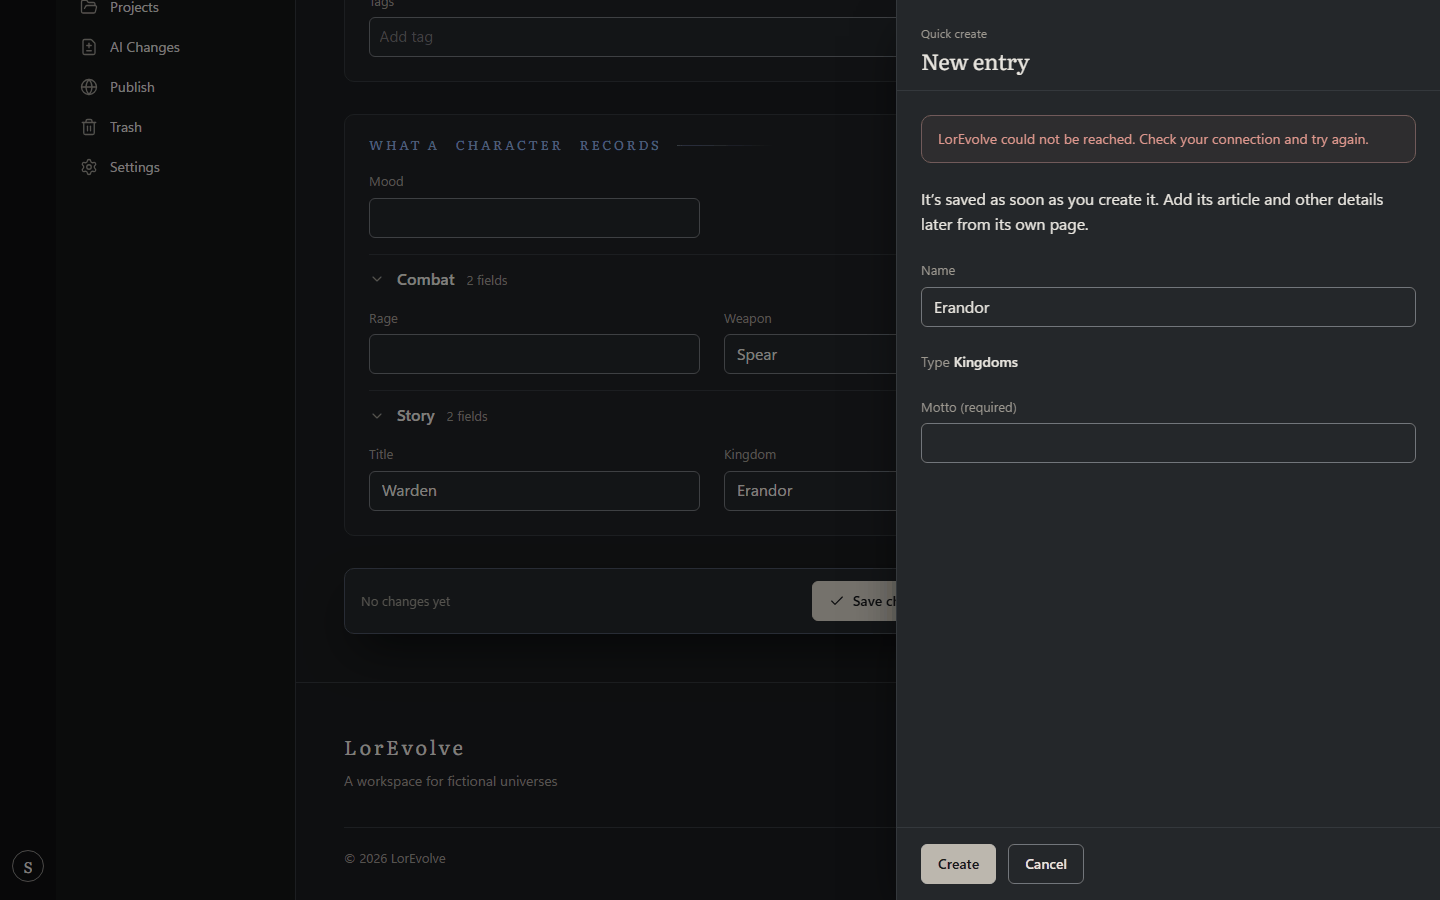 Projects
AI Changes
Publish
Trash
Settings
S
Tags
Add tag
WHAT A CHARACTER RECORDS
Mood
Combat 2 fields
Rage
Weapon
Spear
Story 2 fields
Title
Kingdom
Warden
Erandor
No changes yet
Save ch
LorEvolve
A workspace for fictional universes
© 2026 LorEvolve
Quick create
New entry
LorEvolve could not be reached. Check your connection and try again.
It’s saved as soon as you create it. Add its article and other details
later from its own page.
Name
Erandor
Type Kingdoms
Motto (required)
Create
Cancel